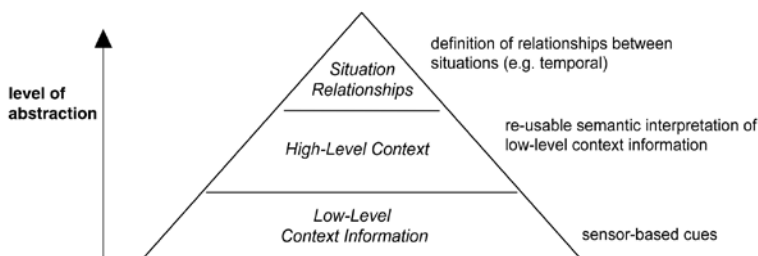 definition of relationships between
situations (e.g. temporal)
Situation
Relationships
level of
abstraction
re-usable semantic interpretation of
low-level context information
High-Level Context
Low-Level
Context Information
sensor-based cues